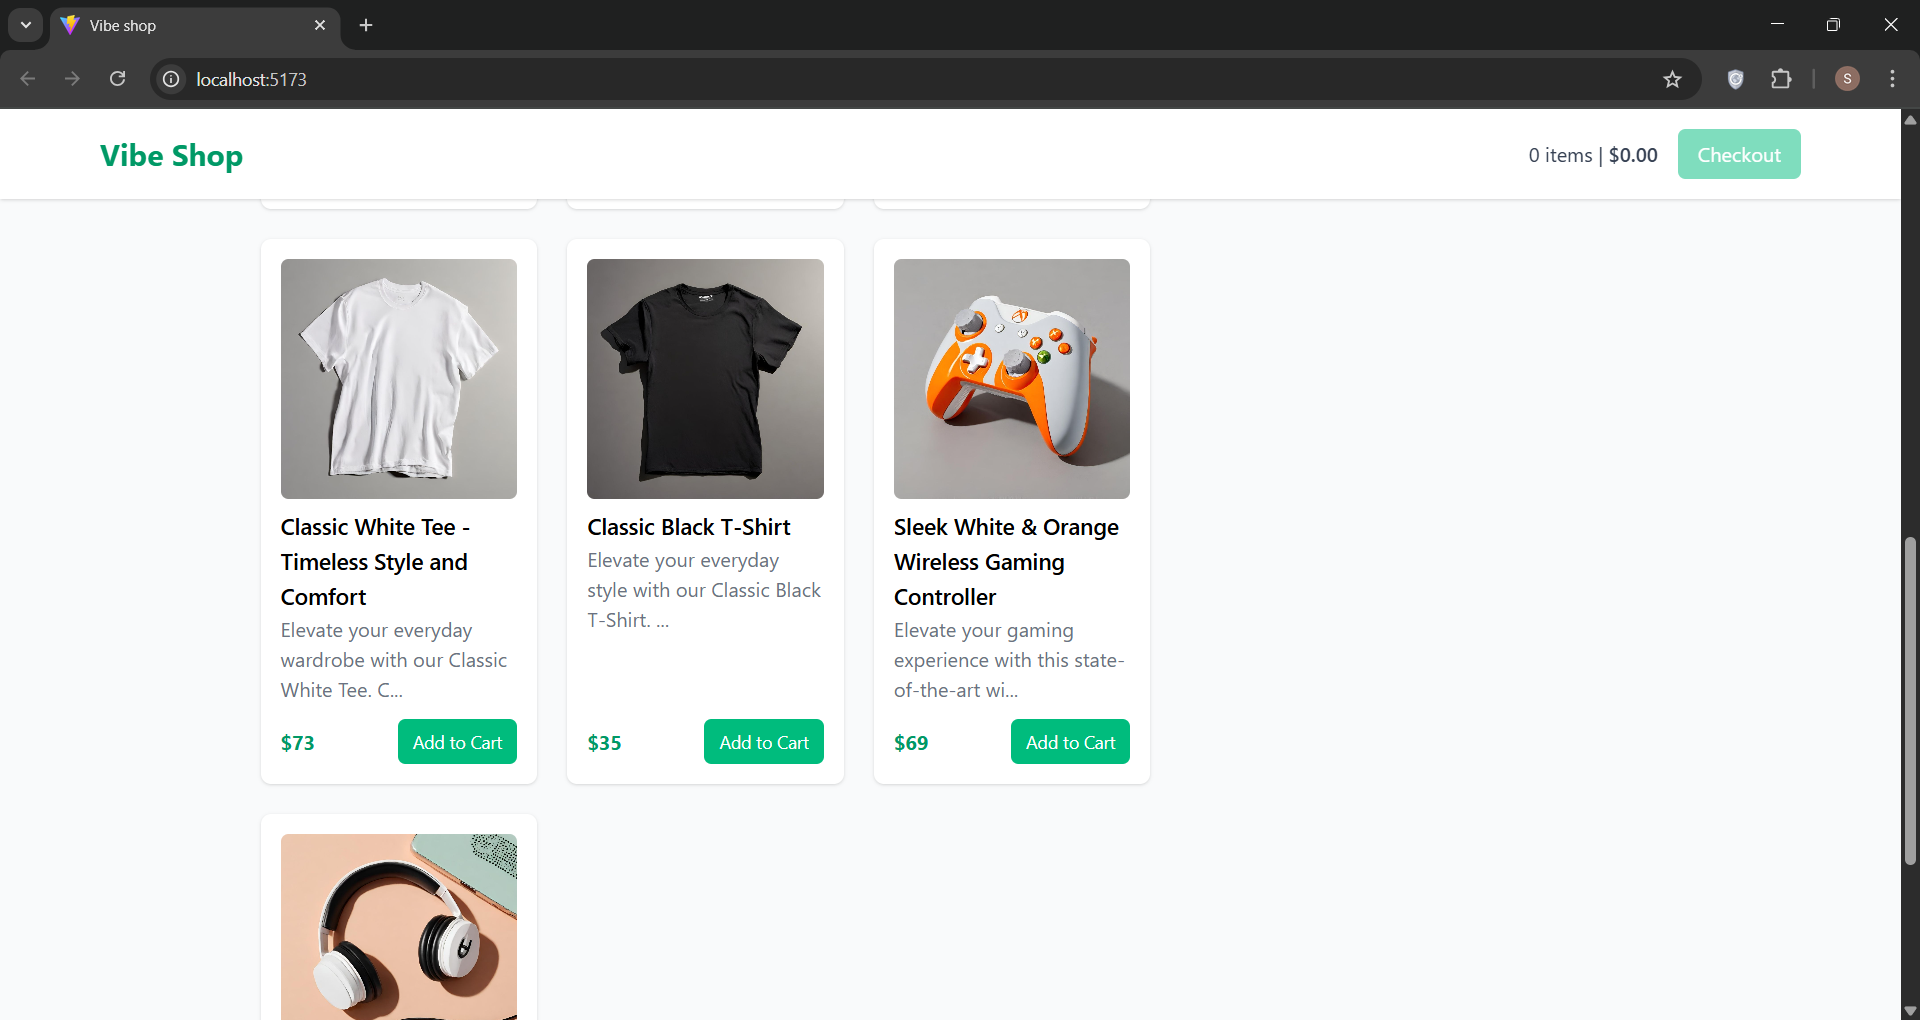 Vibe shop
localhost:5173
S
Vibe Shop
0 items | $0.00
Checkout
Classic White Tee -
Timeless Style and
Comfort
Elevate your everyday
wardrobe with our Classic
White Tee. C...
$73
Add to Cart
Classic Black T-Shirt
Elevate your everyday
style with our Classic Black
T-Shirt. ...
$35
Add to Cart
Sleek White & Orange
Wireless Gaming
Controller
Elevate your gaming
experience with this state-
of-the-art wi...
$69
Add to Cart